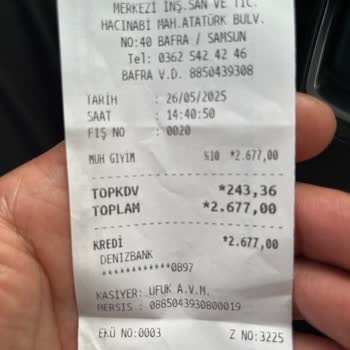 MERKEZİ İNŞ.SAN VE TİC.
HACINABİ MAH.ATATÜRK BULV.
NO:40 BAFRA / SAMSUN
Tel: 0362 542 42 46
BAFRA V.D. 8850439308
TARİH : 26/05/2025
SAAT : 14:40:50
FİŞ NO : 0020
MUH GIYIM %10 *2.677,00
TOPKDV *243,36
TOPLAM *2.677,00
KREDİ *2.677,00
DENİZBANK
************0897
KASİYER: UFUK A.V.M.
MERSIS : 0885043930800019
EKÜ NO:0003 Z NO:3225